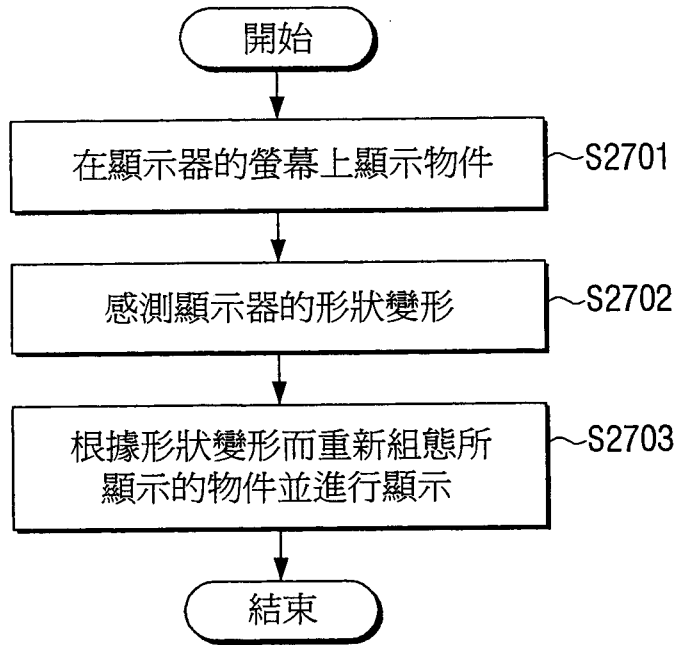 開始
在顯示器的螢幕上顯示物件
S2701
感測顯示器的形狀變形
S2702
根據形狀變形而重新組態所
顯示的物件並進行顯示
S2703
結束